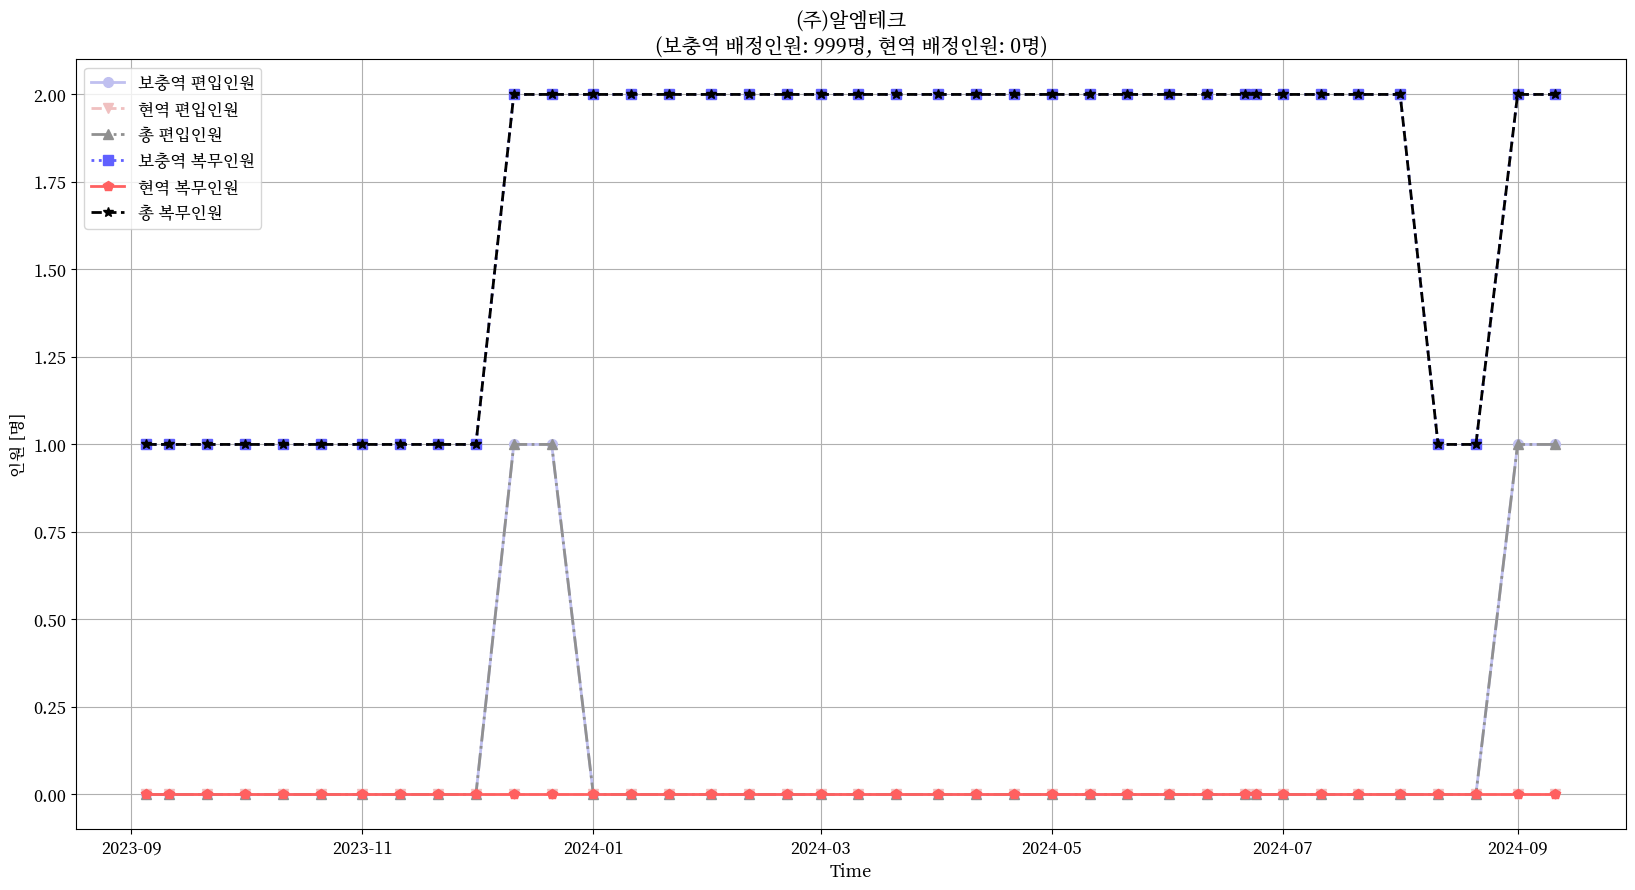 (주)알엠테크
(보충역 배정인원: 999명, 현역 배정인원: 0명)
보충역 편입인원
현역 편입인원
총 편입인원
보충역 복무인원
현역 복무인원
총 복무인원
2.00
1.75
1.50
1.25
1.00
0.75
0.50
0.25
0.00
인원 [명]
2023-09
2023-11
2024-01
2024-03
2024-05
2024-07
2024-09
Time